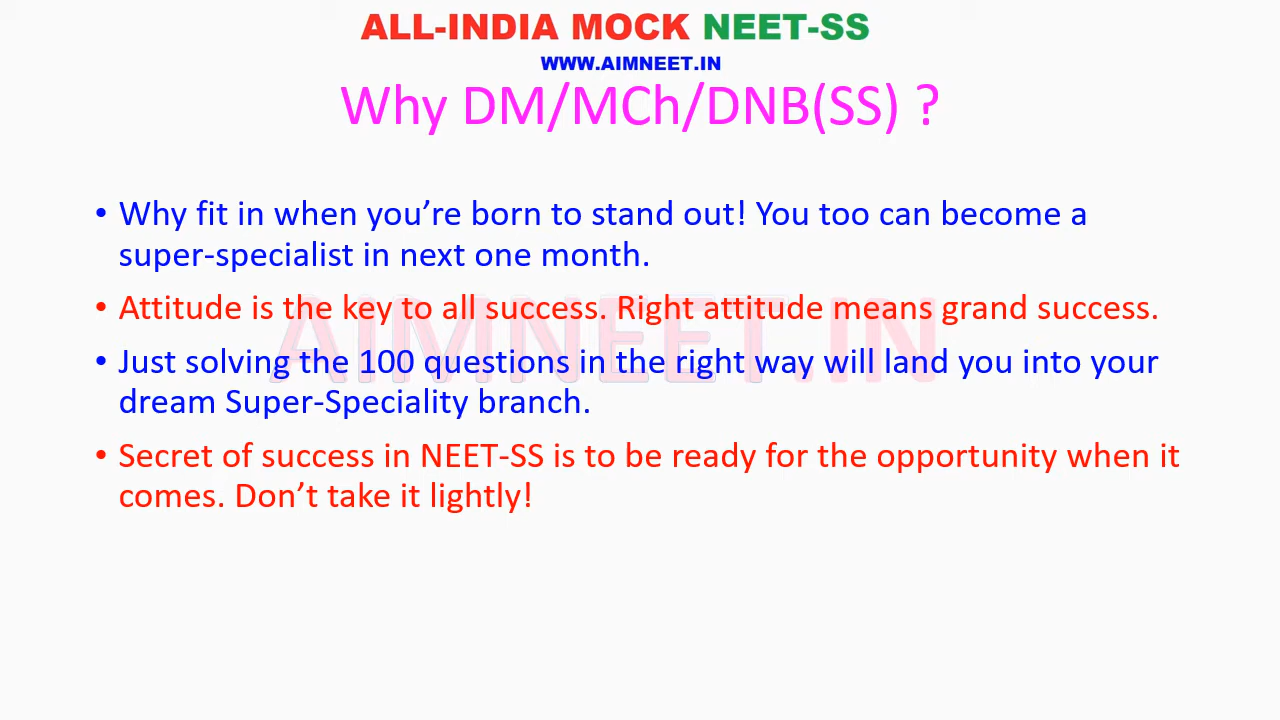 ALL-INDIA MOCK NEET-SS
WWW.AIMNEET.IN
Why DM/MCh/DNB(SS) ?
• Why fit in when you’re born to stand out! You too can become a
super-specialist in next one month.
• Attitude is the key to all success. Right attitude means grand success.
AIMNEET.IN
• Just solving the 100 questions in the right way will land you into your
dream Super-Speciality branch.
• Secret of success in NEET-SS is to be ready for the opportunity when it
comes. Don’t take it lightly!